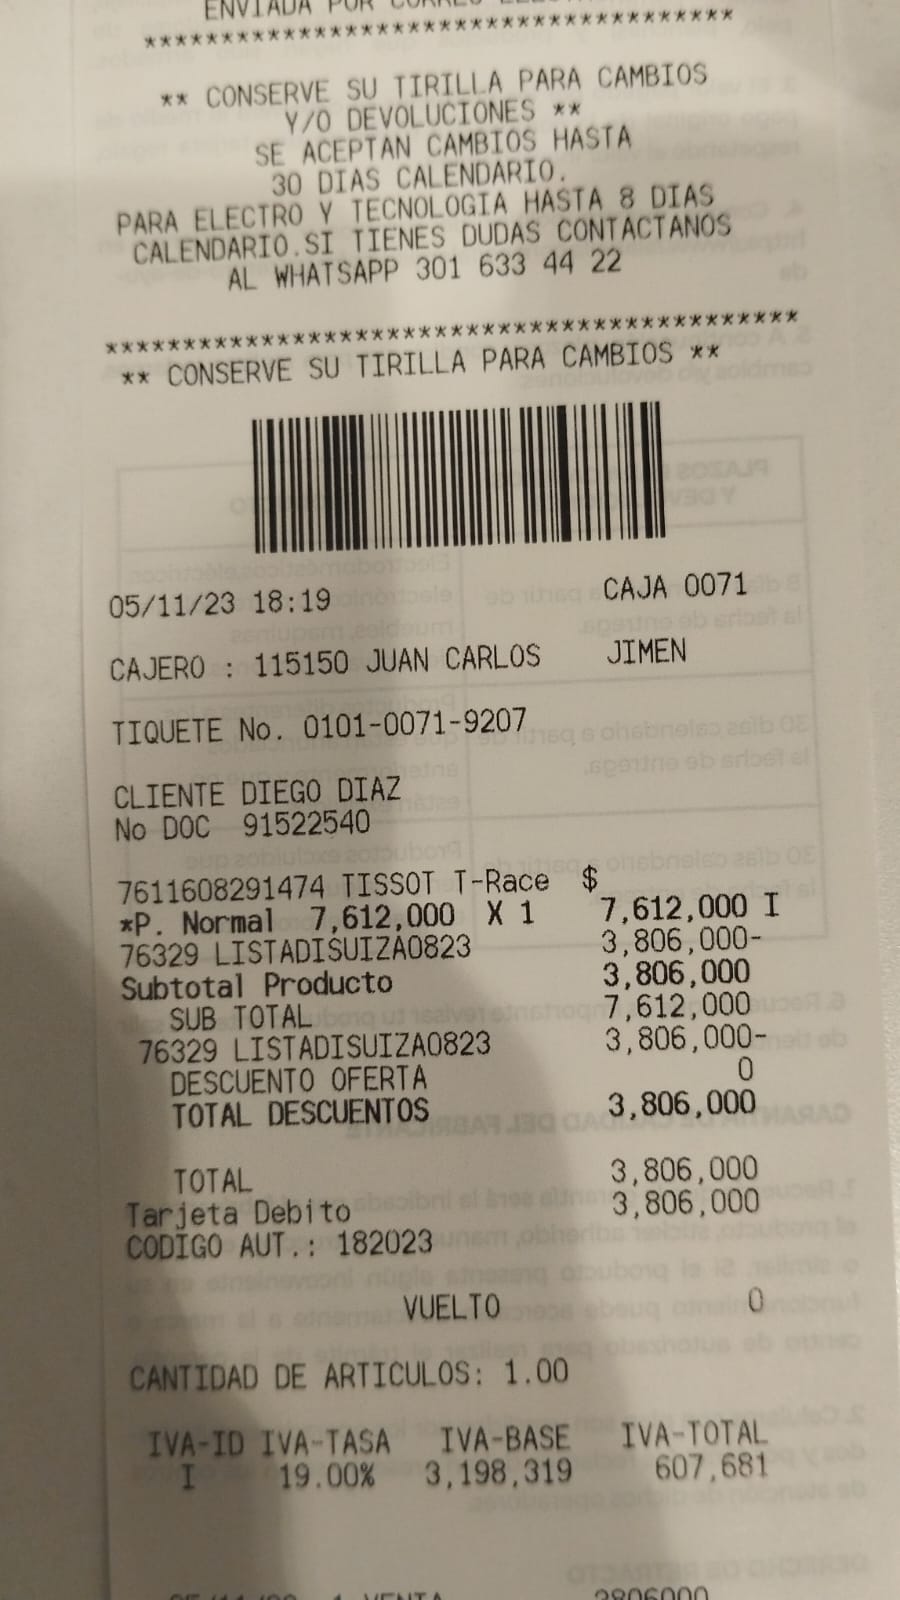 ENVIADA POR CORREO
**************************************
** CONSERVE SU TIRILLA PARA CAMBIOS
Y/O DEVOLUCIONES **
SE ACEPTAN CAMBIOS HASTA
30 DIAS CALENDARIO.
PARA ELECTRO Y TECNOLOGIA HASTA 8 DIAS
CALENDARIO.SI TIENES DUDAS CONTACTANOS
AL WHATSAPP 301 633 44 22
********************************************
** CONSERVE SU TIRILLA PARA CAMBIOS **
05/11/23 18:19 CAJA 0071
CAJERO : 115150 JUAN CARLOS JIMEN
TIQUETE No. 0101-0071-9207
CLIENTE DIEGO DIAZ
No DOC 91522540
7611608291474 TISSOT T-Race $
*P. Normal 7,612,000 X 1 7,612,000 I
76329 LISTADISUIZA0823 3,806,000-
Subtotal Producto 3,806,000
SUB TOTAL 7,612,000
76329 LISTADISUIZA0823 3,806,000-
DESCUENTO OFERTA 0
TOTAL DESCUENTOS 3,806,000
TOTAL 3,806,000
Tarjeta Debito 3,806,000
CODIGO AUT.: 182023
VUELTO 0
CANTIDAD DE ARTICULOS: 1.00
IVA-ID IVA-TASA IVA-BASE IVA-TOTAL
I 19.00% 3,198,319 607,681
VENTA 3806000